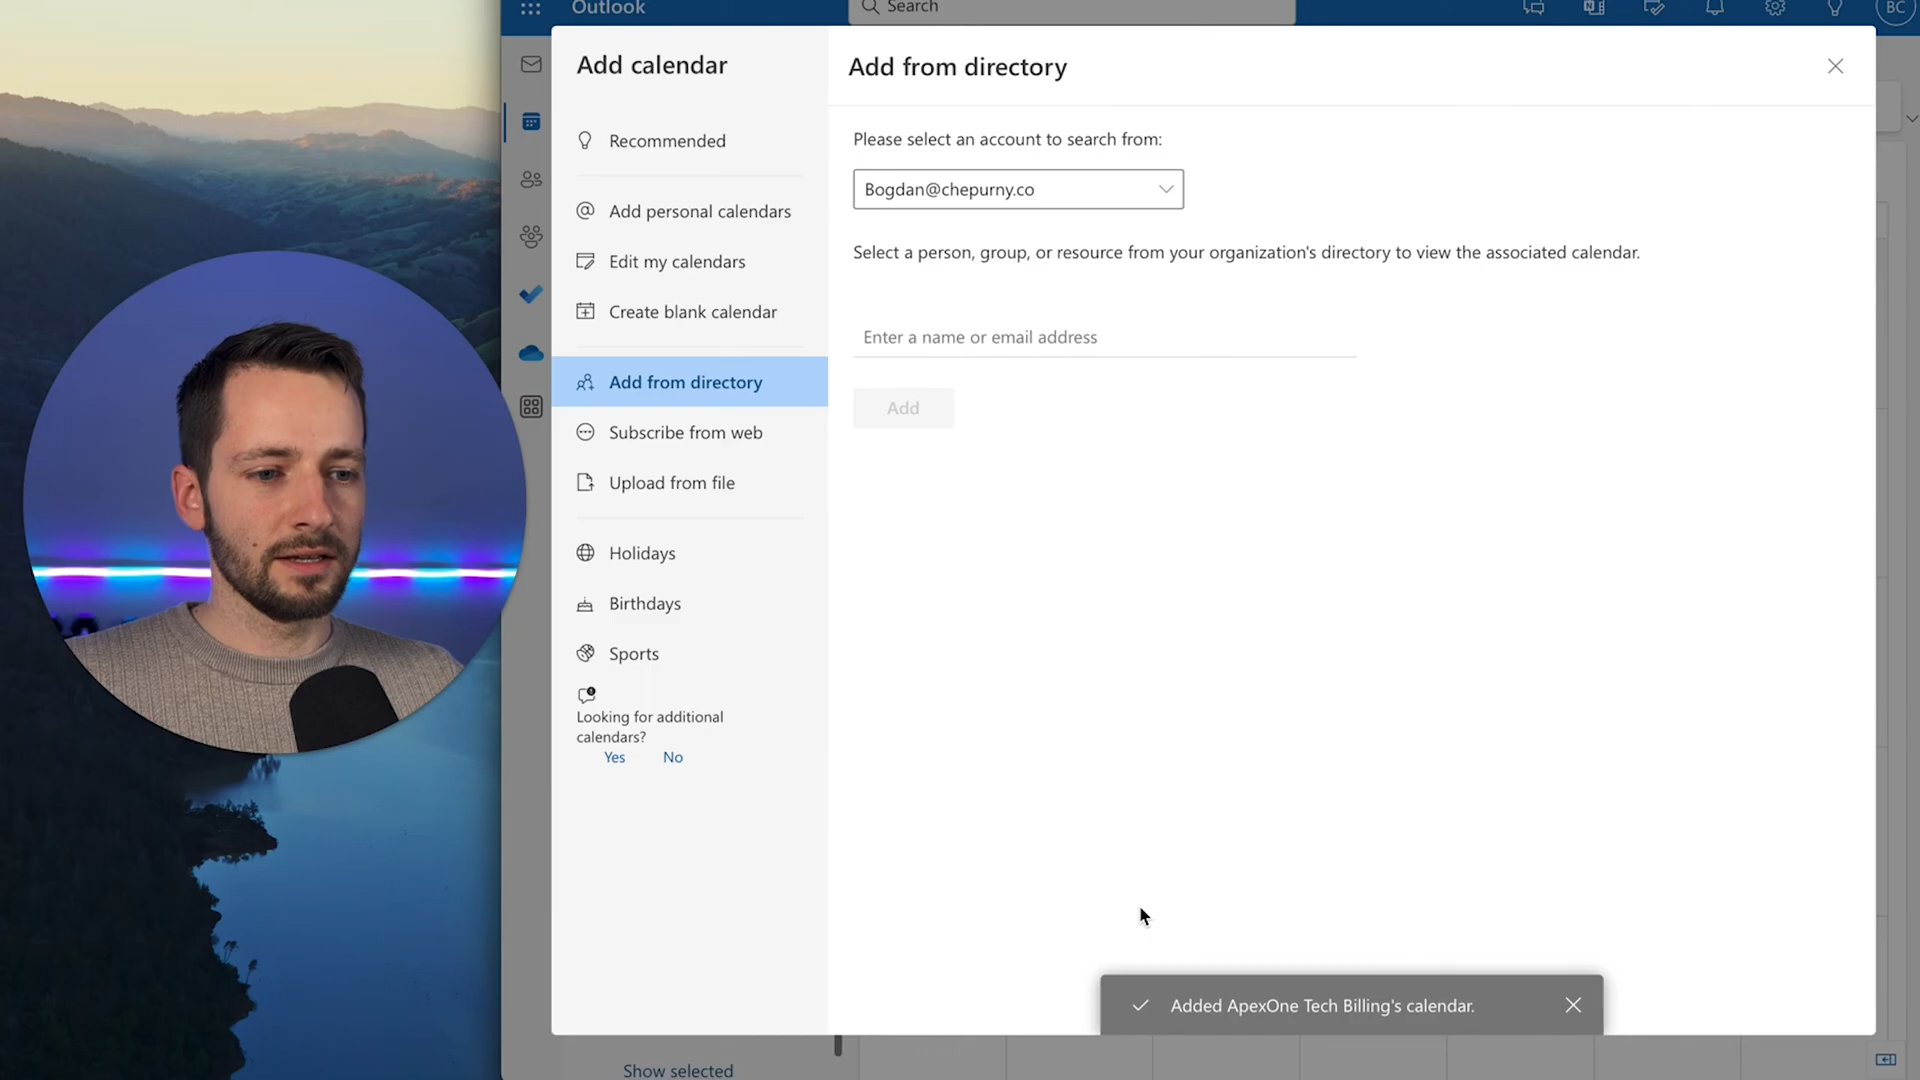 Outlook
Search
BC
Add calendar
Recommended
Add personal calendars
Edit my calendars
Create blank calendar
Add from directory
Subscribe from web
Upload from file
Holidays
Birthdays
Sports
Looking for additional
calendars?
Yes No
Add from directory
Please select an account to search from:
Bogdan@chepurny.co
Select a person, group, or resource from your organization's directory to view the associated calendar.
Enter a name or email address
Add
Added ApexOne Tech Billing's calendar.
Show selected